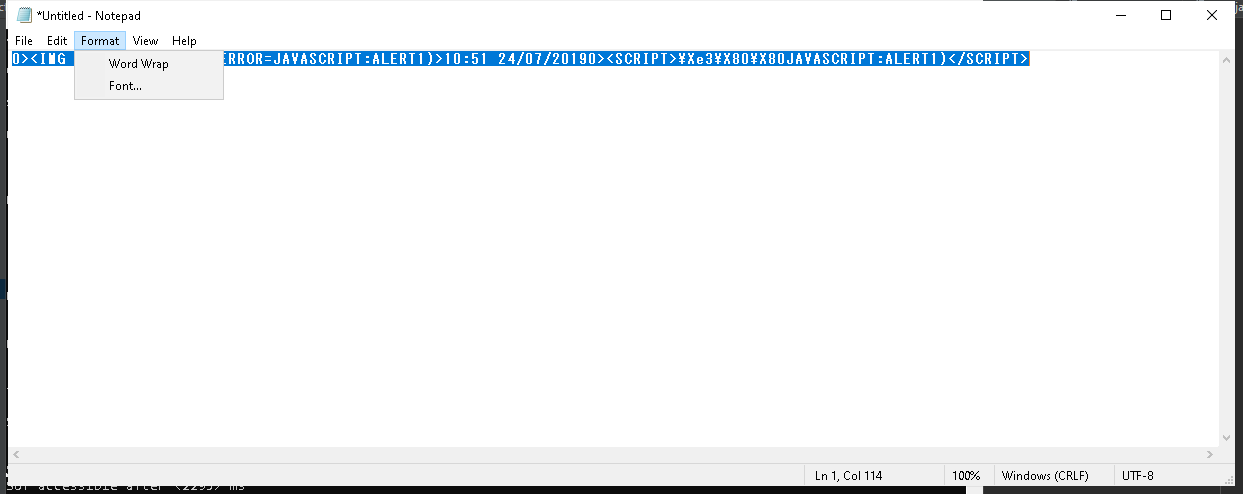 *Untitled - Notepad
File Edit Format View Help
0><IMG ERROR=JAVASCRIPT:ALERT1)>10:51 24/07/20190><SCRIPT>¥Xe3¥X80¥X80JAVASCRIPT:ALERT1)</SCRIPT>
Word Wrap
Font...
Ln 1, Col 114 100% Windows (CRLF) UTF-8
accessible after <2295> ms